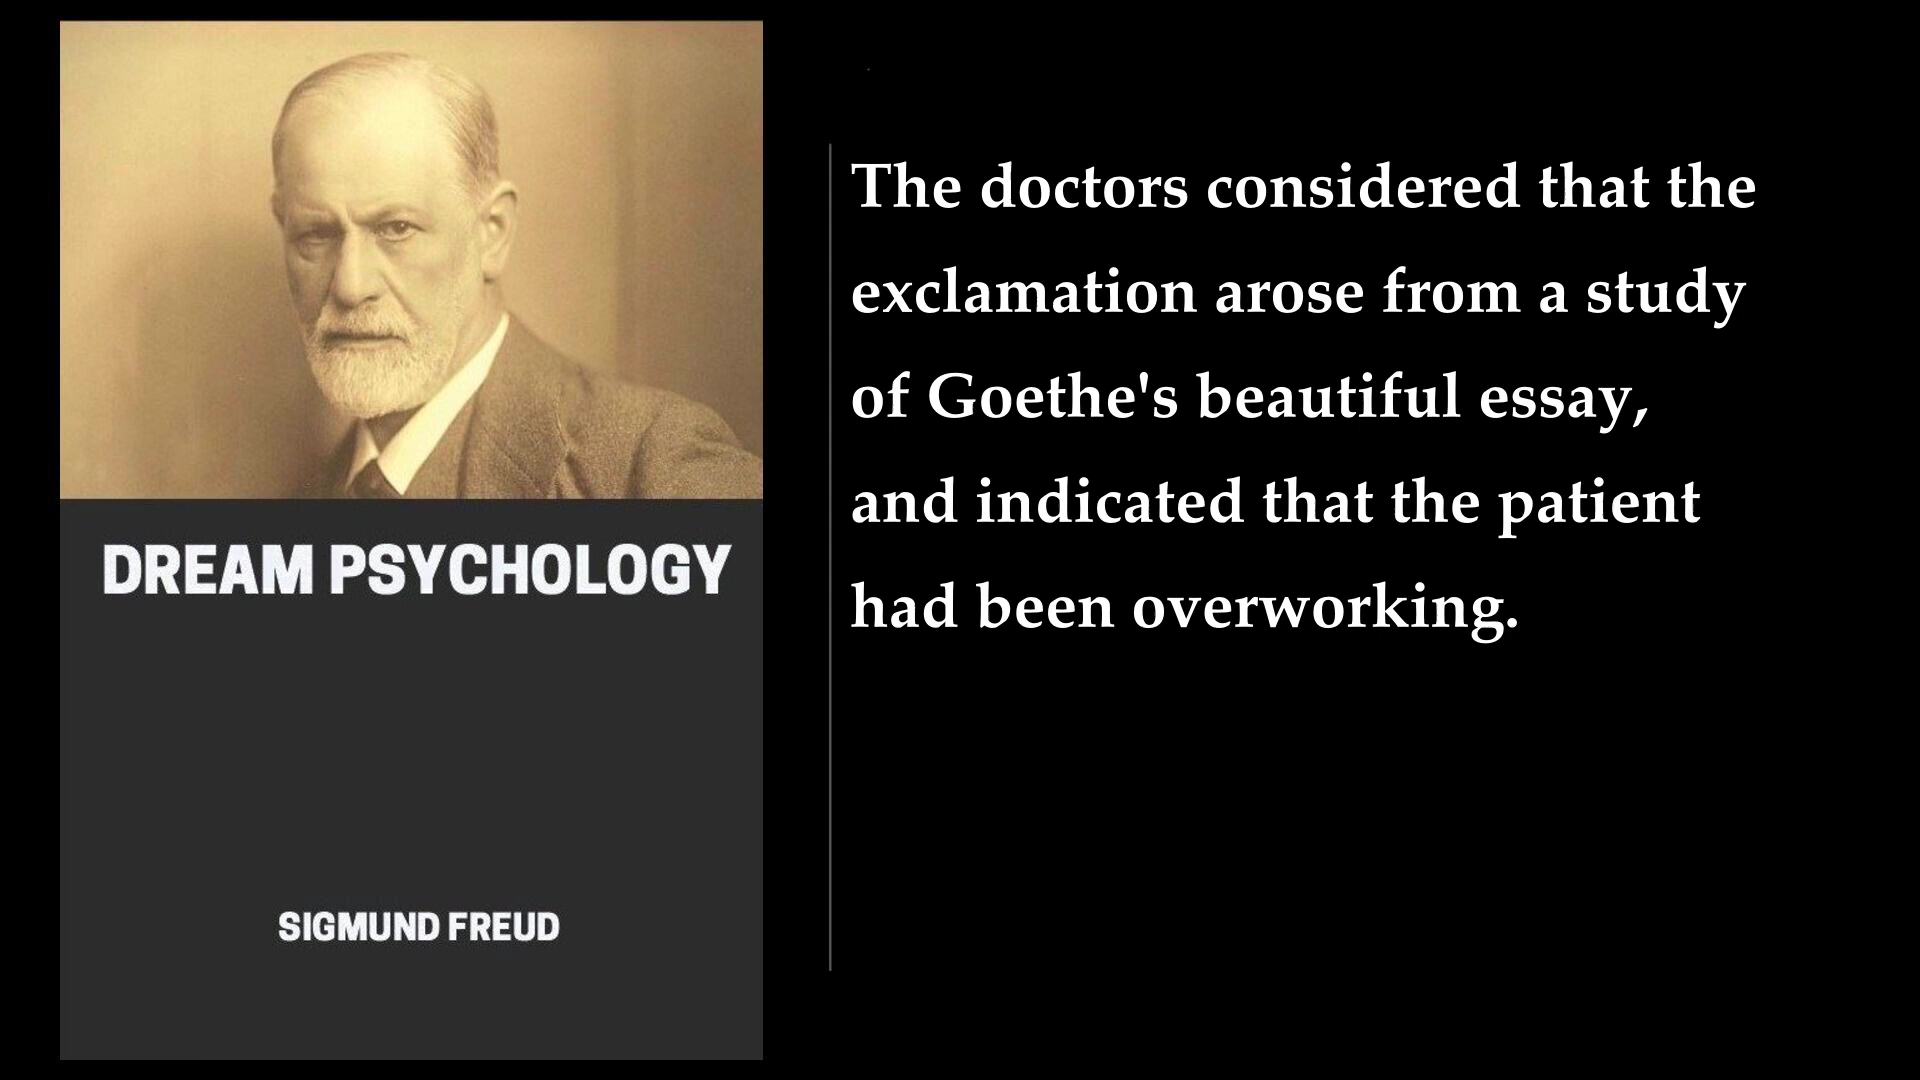 DREAM PSYCHOLOGY
SIGMUND FREUD
The doctors considered that the
exclamation arose from a study
of Goethe's beautiful essay,
and indicated that the patient
had been overworking.